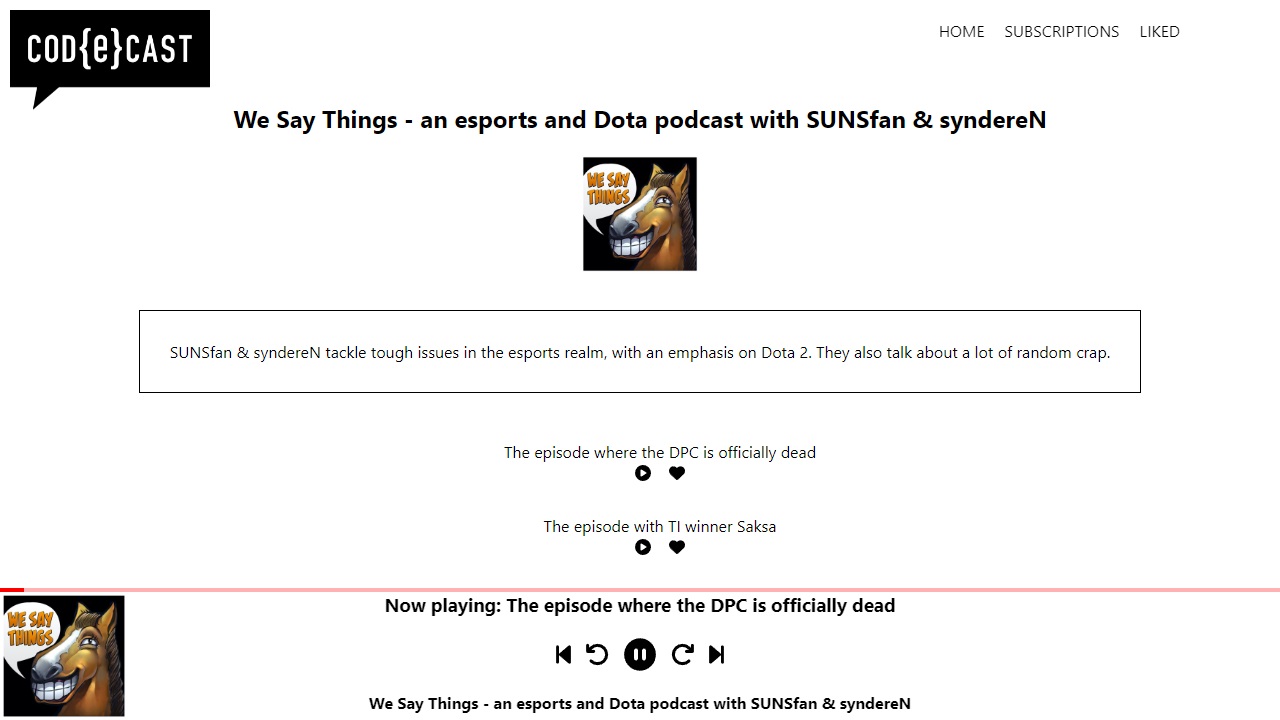 COD{e}CAST
HOME SUBSCRIPTIONS LIKED
We Say Things - an esports and Dota podcast with SUNSfan & syndereN
WE SAY
THINGS
SUNSfan & syndereN tackle tough issues in the esports realm, with an emphasis on Dota 2. They also talk about a lot of random crap.
The episode where the DPC is officially dead
The episode with TI winner Saksa
WE SAY
THINGS
Now playing: The episode where the DPC is officially dead
We Say Things - an esports and Dota podcast with SUNSfan & syndereN